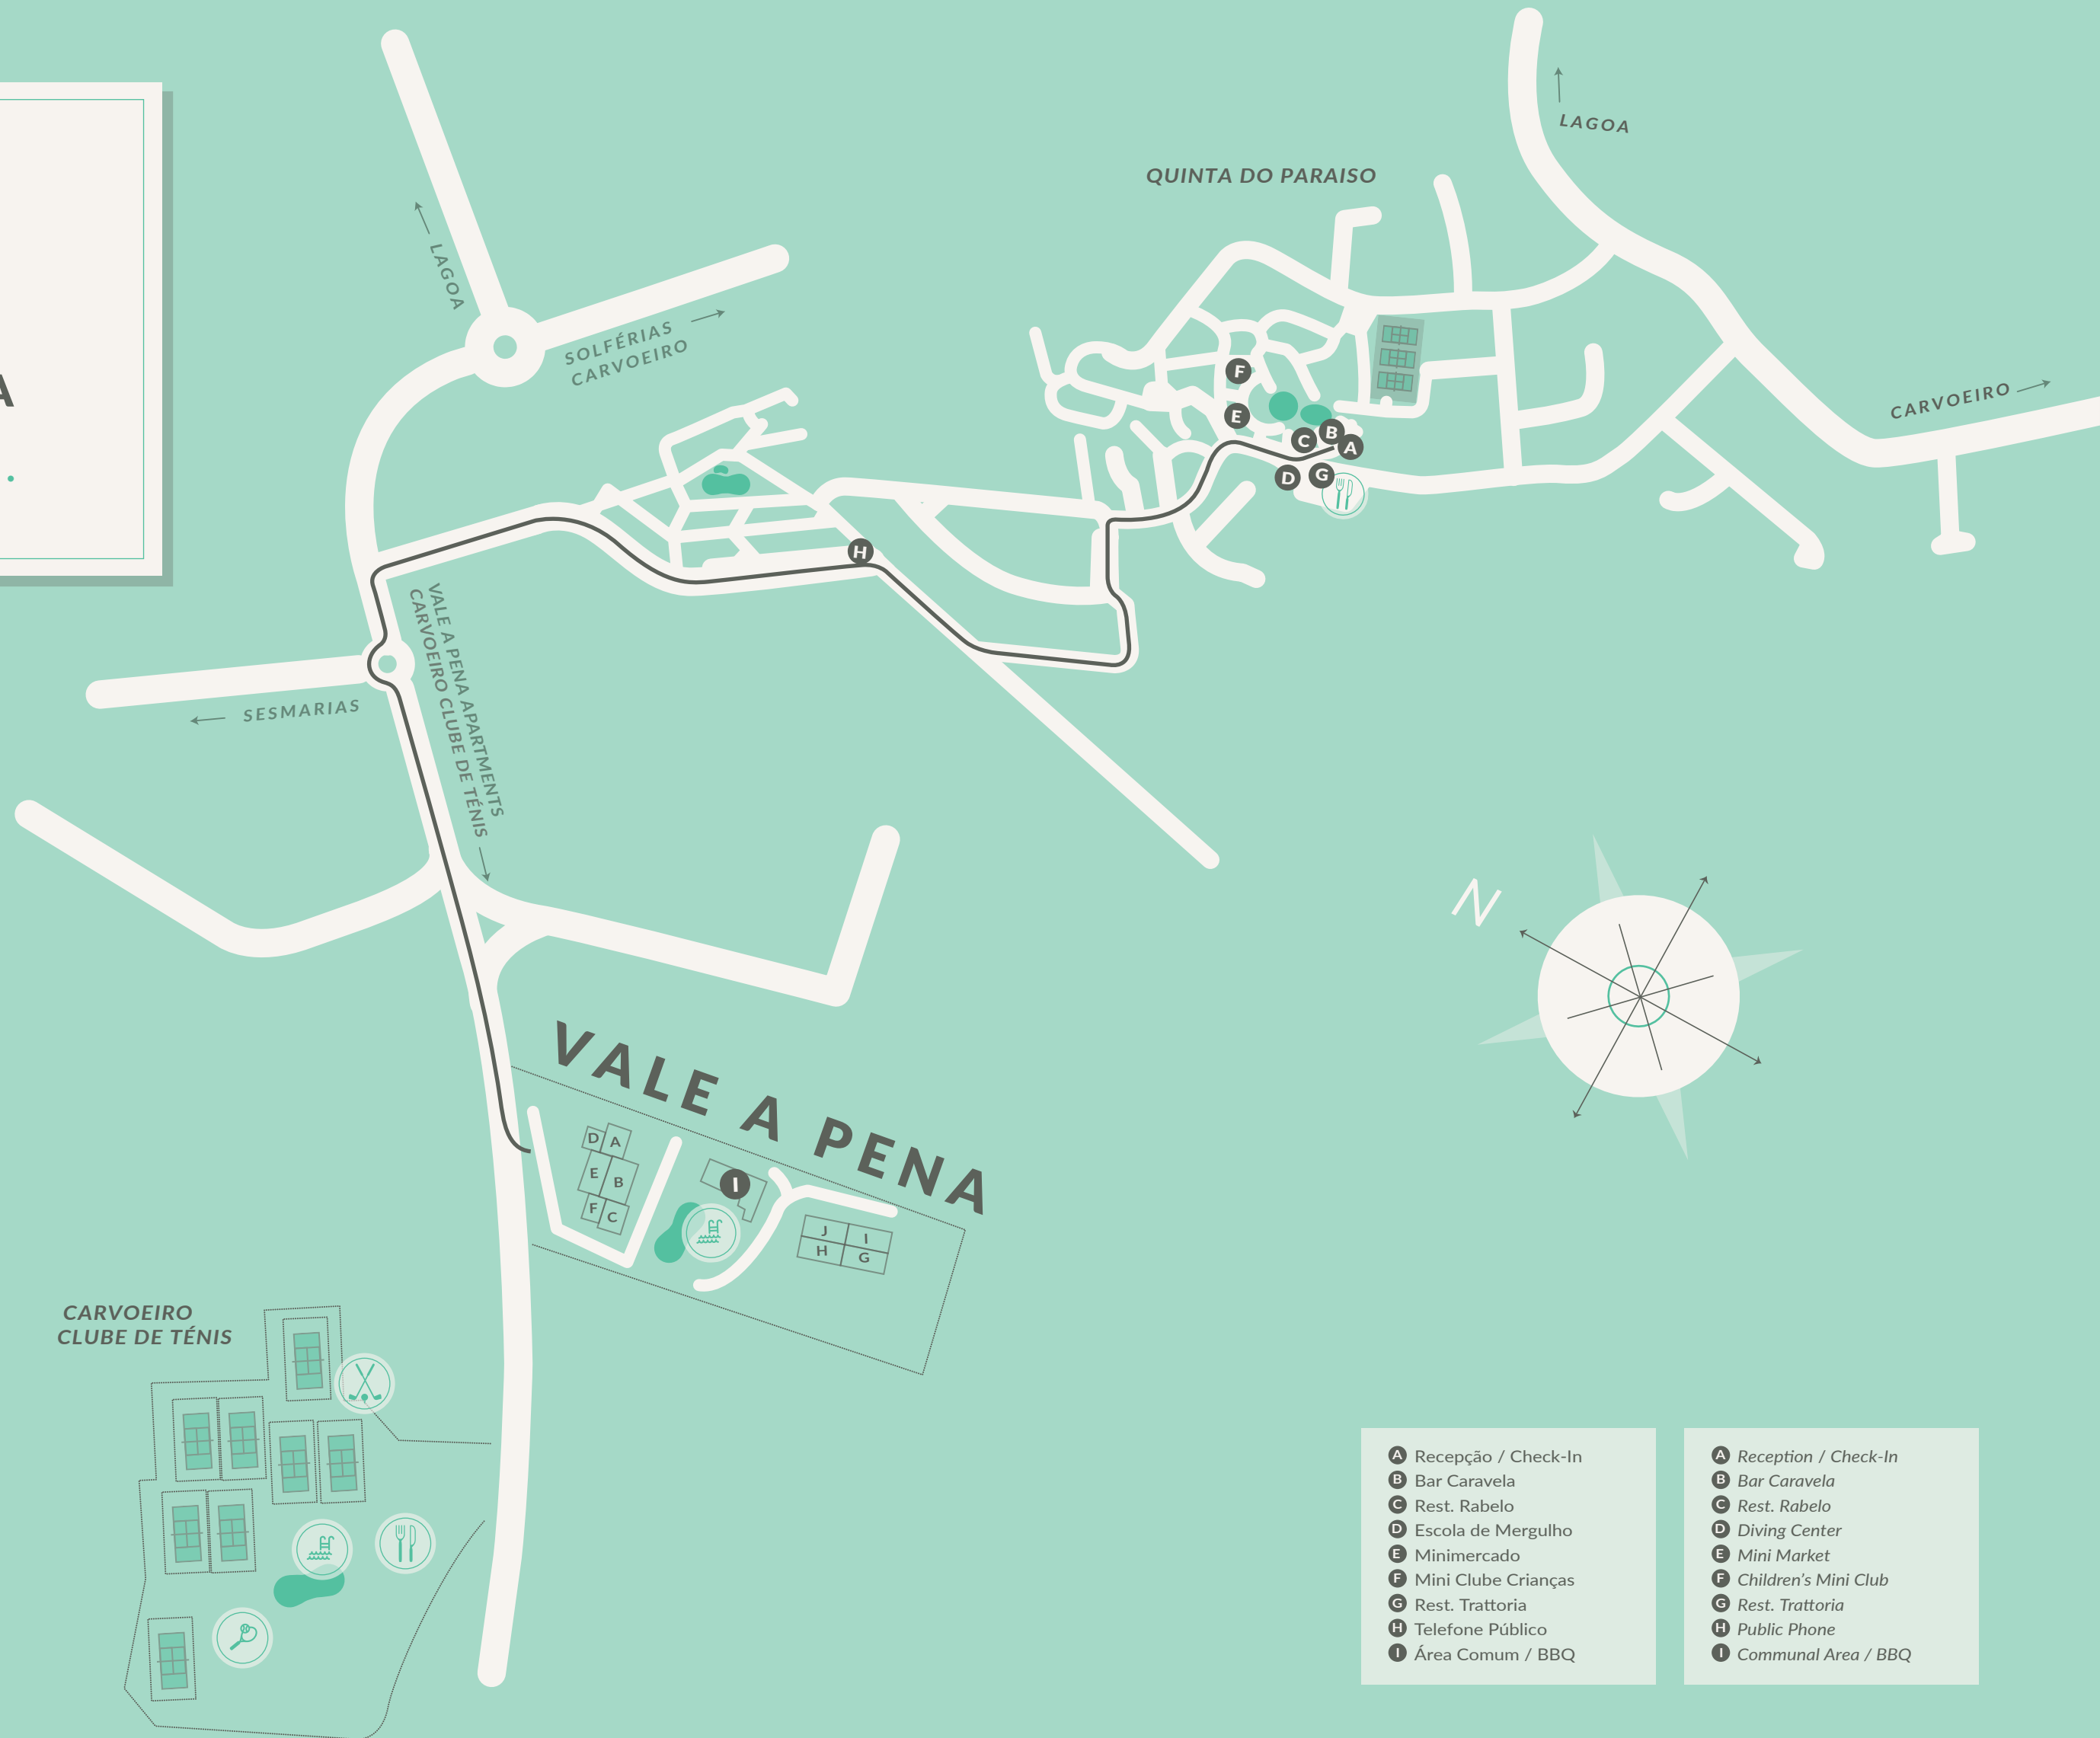 A
LAGOA
QUINTA DO PARAISO
LAGOA
SOLFÉRIAS
CARVOEIRO
CARVOEIRO
F
E
B
C
A
D
G
H
VALE A PENA APARTMENTS
CARVOEIRO CLUBE DE TÉNIS
SESMARIAS
N
VALE A PENA
D
A
E
B
F
C
I
J
I
H
G
CARVOEIRO
CLUBE DE TÉNIS
A Recepção / Check-In
B Bar Caravela
C Rest. Rabelo
D Escola de Mergulho
E Minimercado
F Mini Clube Crianças
G Rest. Trattoria
H Telefone Público
I Área Comum / BBQ
A Reception / Check-In
B Bar Caravela
C Rest. Rabelo
D Diving Center
E Mini Market
F Children's Mini Club
G Rest. Trattoria
H Public Phone
I Communal Area / BBQ